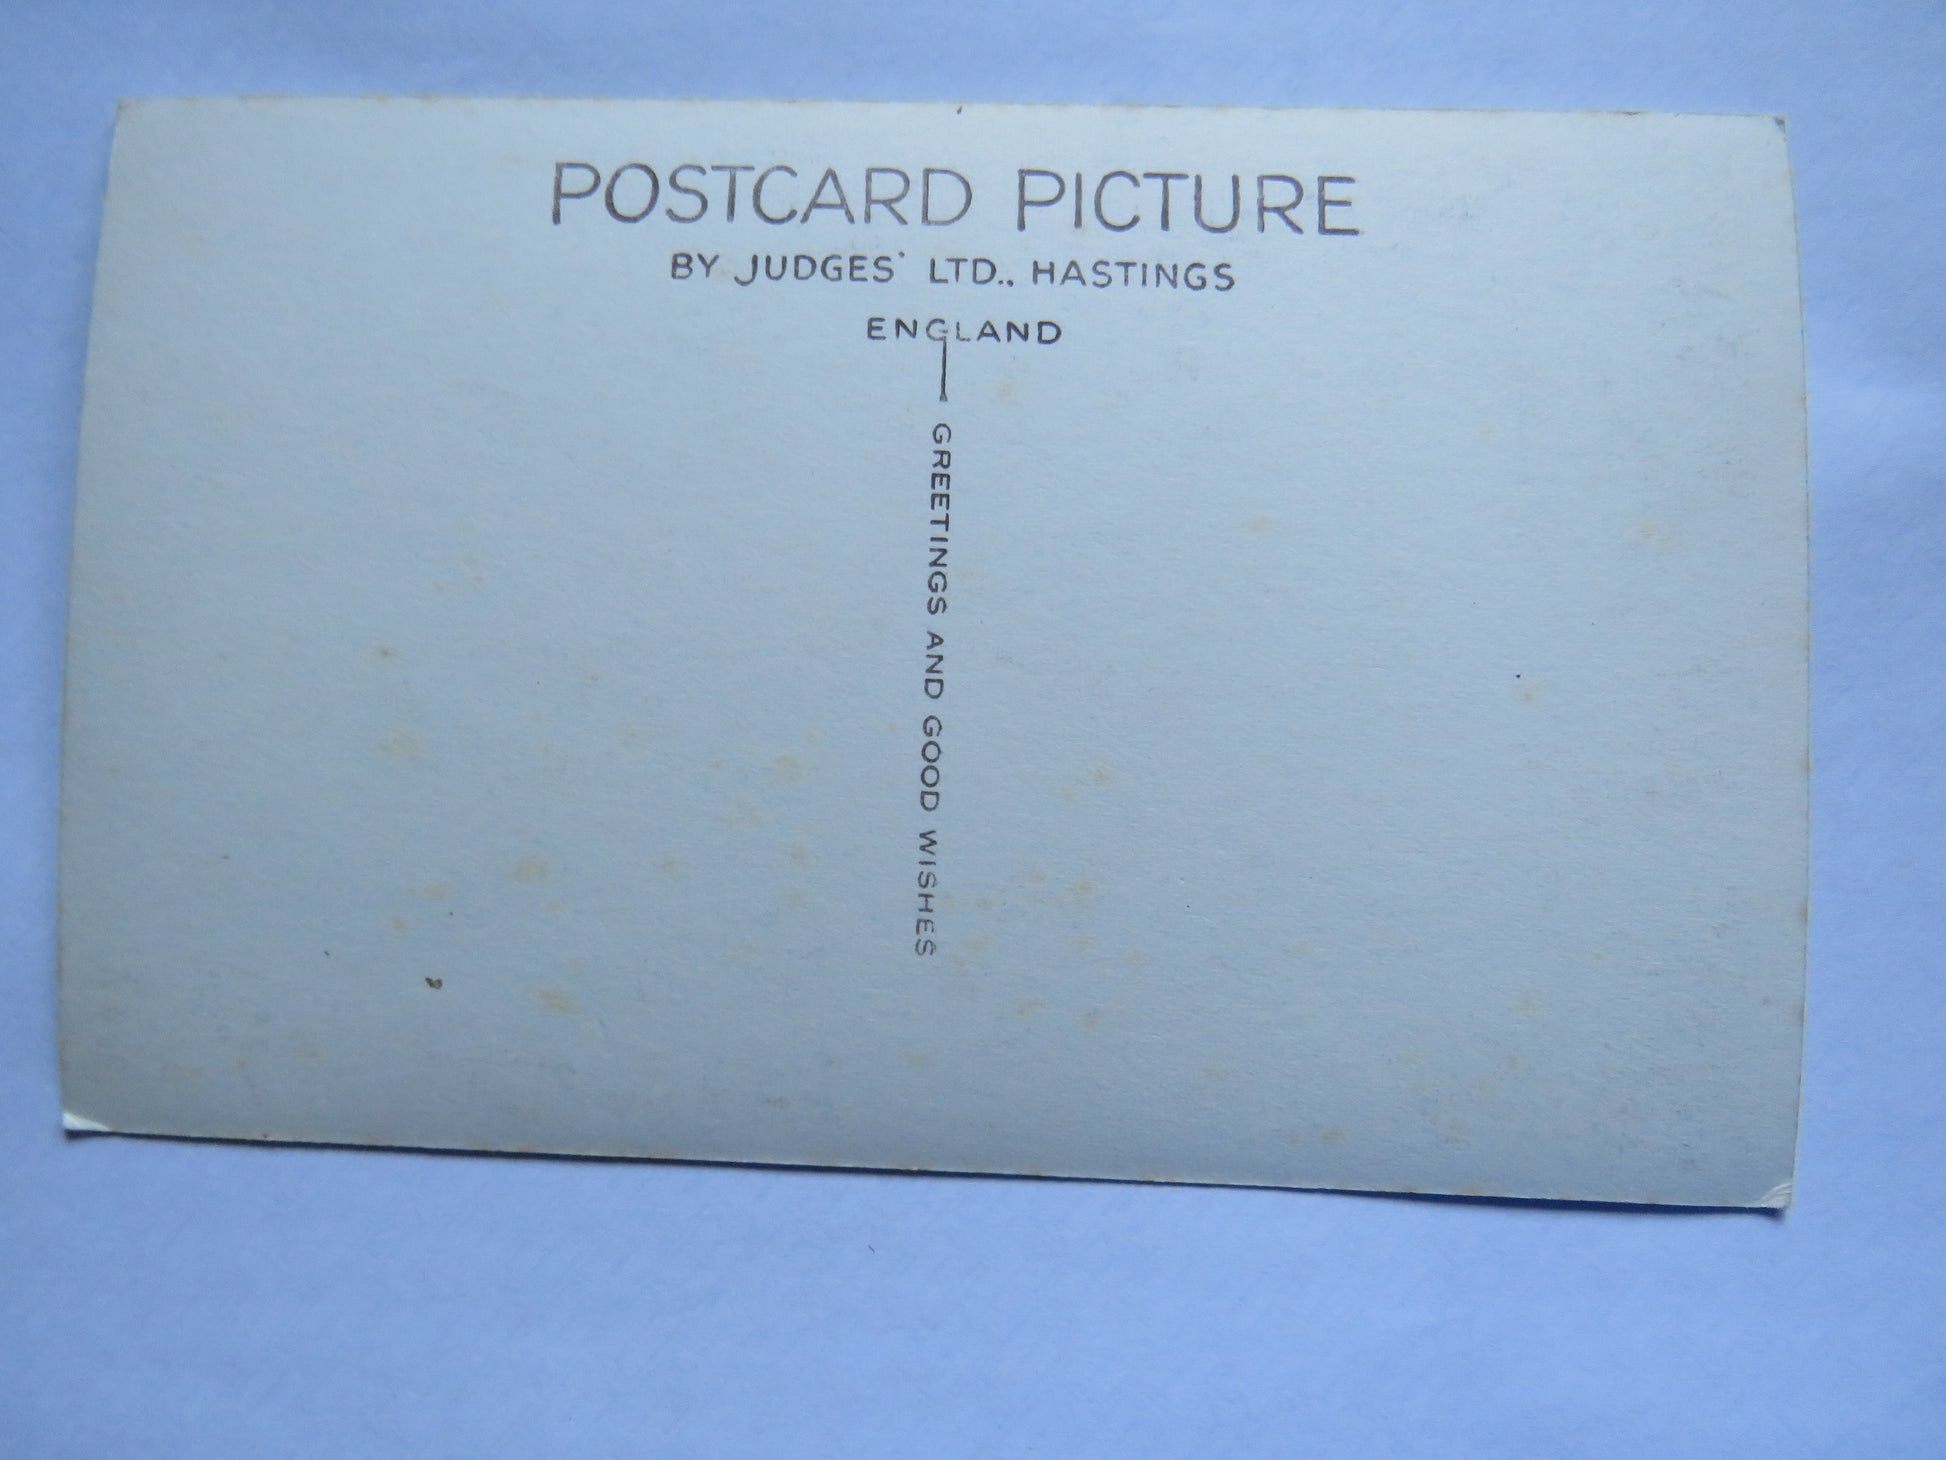 POSTCARD PICTURE
BY JUDGES' LTD., HASTINGS
ENGLAND
GREETINGS AND GOOD WISHES